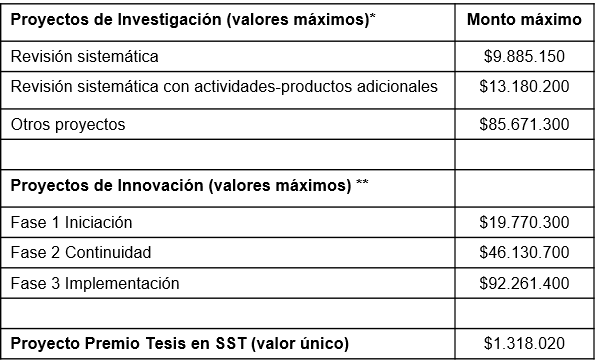 Proyectos de Investigación (valores máximos)* Monto máximo
Revisión sistemática $9.885.150
Revisión sistemática con actividades-productos adicionales $13.180.200
Otros proyectos $85.671.300
Proyectos de Innovación (valores máximos) **
Fase 1 Iniciación $19.770.300
Fase 2 Continuidad $46.130.700
Fase 3 Implementación $92.261.400
Proyecto Premio Tesis en SST (valor único) $1.318.020